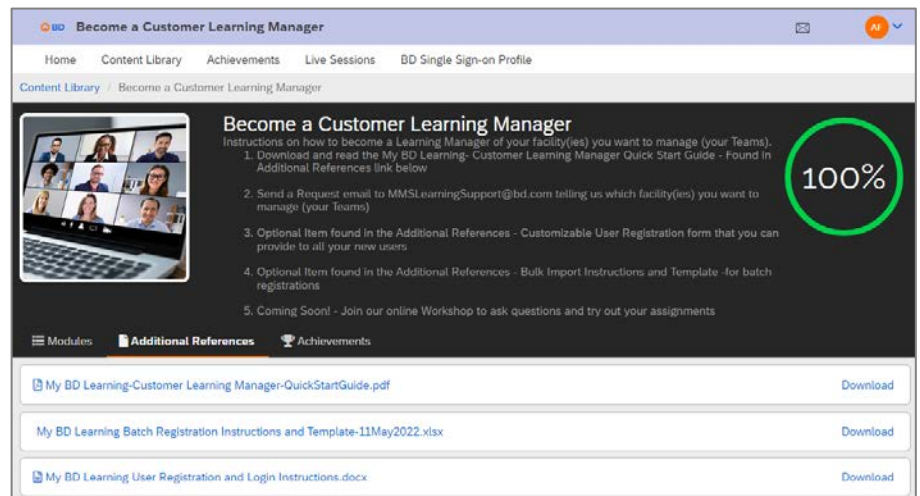 BD Become a Customer Learning Manager
AF
Home Content Library Achievements Live Sessions BD Single Sign-on Profile
Content Library / Become a Customer Learning Manager
Become a Customer Learning Manager
Instructions on how to become a Learning Manager of your facility(ies) you want to manage (your Teams).
1. Download and read the My BD Learning- Customer Learning Manager Quick Start Guide - Found in
Additional References link below
2. Send a Request email to MMSLearningSupport@bd.com telling us which facility(ies) you want to
manage (your Teams)
3. Optional Item found in the Additional References - Customizable User Registration form that you can
provide to all your new users
4. Optional Item found in the Additional References - Bulk Import Instructions and Template -for batch
registrations
5. Coming Soon! - Join our online Workshop to ask questions and try out your assignments
100%
Modules Additional References Achievements
My BD Learning-Customer Learning Manager-QuickStartGuide.pdf Download
My BD Learning Batch Registration Instructions and Template-11May2022.xlsx Download
My BD Learning User Registration and Login Instructions.docx Download